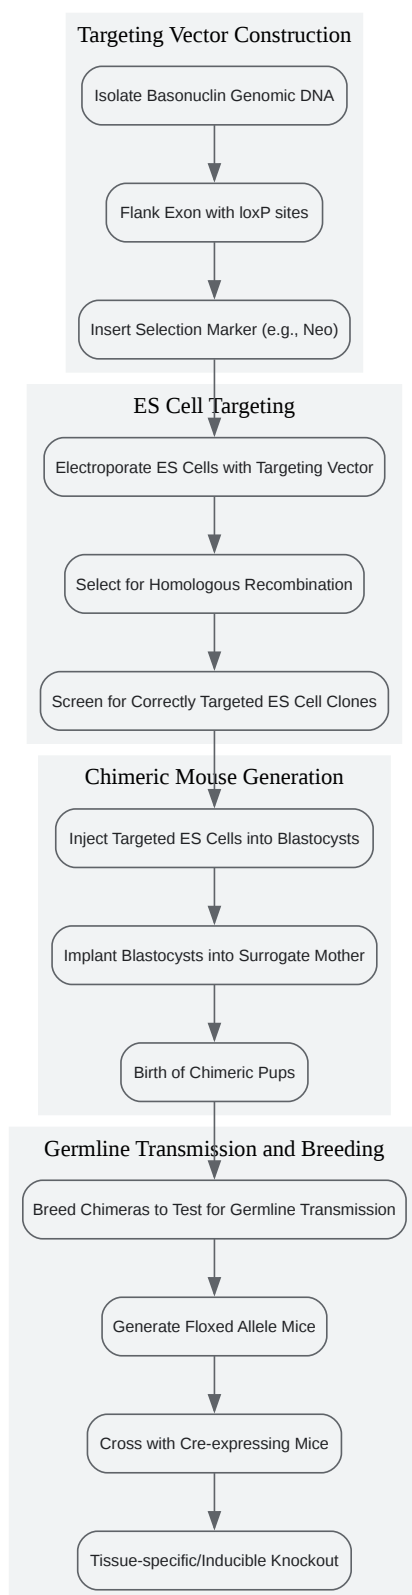 Targeting Vector Construction
Isolate Basonuclin Genomic DNA
Flank Exon with loxP sites
Insert Selection Marker (e.g., Neo)
ES Cell Targeting
Electroporate ES Cells with Targeting Vector
Select for Homologous Recombination
Screen for Correctly Targeted ES Cell Clones
Chimeric Mouse Generation
Inject Targeted ES Cells into Blastocysts
Implant Blastocysts into Surrogate Mother
Birth of Chimeric Pups
Germline Transmission and Breeding
Breed Chimeras to Test for Germline Transmission
Generate Floxed Allele Mice
Cross with Cre-expressing Mice
Tissue-specific/Inducible Knockout